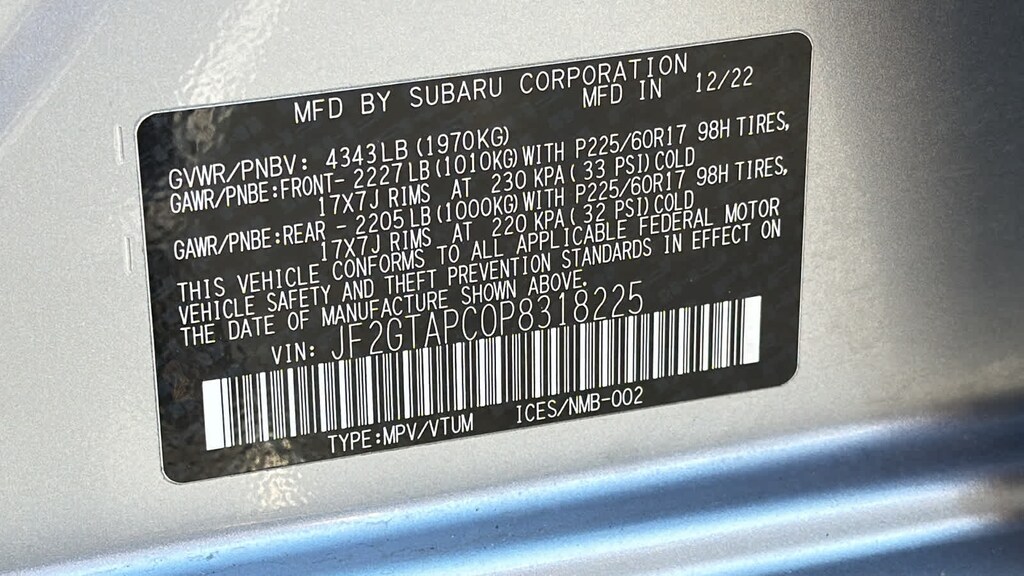 MFD BY SUBARU CORPORATION
MFD IN 12/22
GVWR/PNBV: 4343LB(1970KG)
GAWR/PNBE:FRONT- 2227LB(1010KG)WITH P225/60R17 98H TIRES,
17X7J RIMS AT 230 KPA( 33 PSI)COLD
GAWR/PNBE:REAR - 2205LB(1000KG)WITH P225/60R17 98H TIRES,
17X7J RIMS AT 220 KPA( 32 PSI)COLD
THIS VEHICLE CONFORMS TO ALL APPLICABLE FEDERAL MOTOR
VEHICLE SAFETY AND THEFT PREVENTION STANDARDS IN EFFECT ON
THE DATE OF MANUFACTURE SHOWN ABOVE.
VIN: JF2GTAPC0P8318225
TYPE:MPV/VTUM ICES/NMB-002